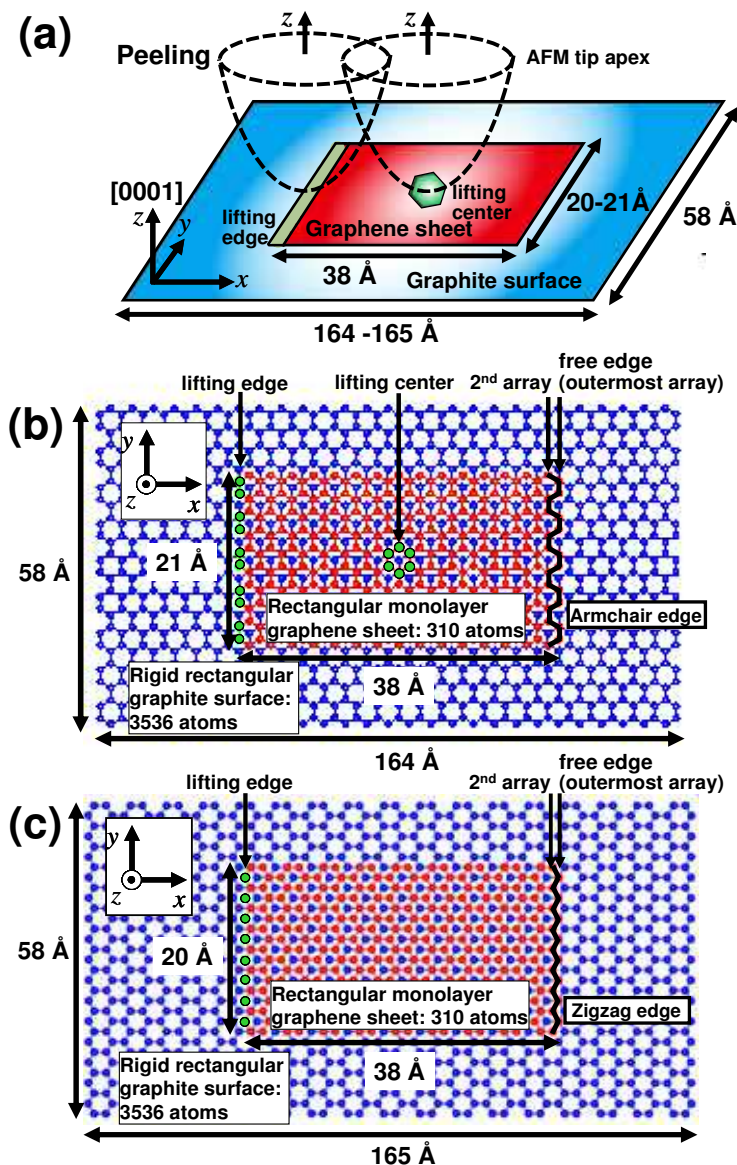 (a)
z
z
Peeling
AFM tip apex
[0001]
z
y
x
lifting
edge
Graphene sheet
lifting
center
20-21Å
58 Å
38 Å
Graphite surface
164 -165 Å
(b)
lifting edge
lifting center
2nd array
free edge
(outermost array)
y
z
x
58 Å
21 Å
Rectangular monolayer
graphene sheet: 310 atoms
Armchair edge
38 Å
Rigid rectangular
graphite surface:
3536 atoms
164 Å
(c)
lifting edge
2nd array
free edge
(outermost array)
y
z
x
58 Å
20 Å
Rectangular monolayer
graphene sheet: 310 atoms
Zigzag edge
38 Å
Rigid rectangular
graphite surface:
3536 atoms
165 Å